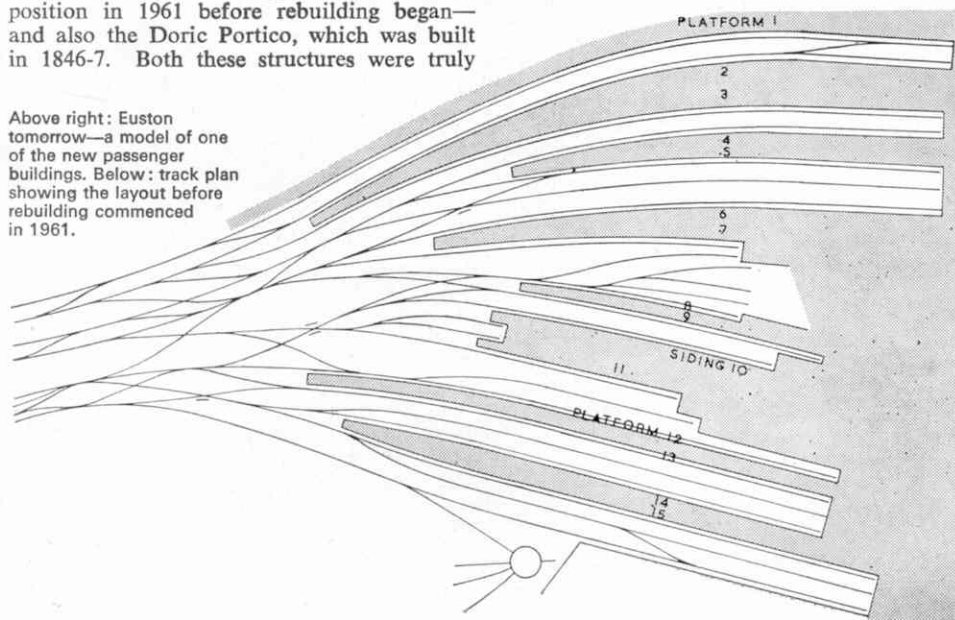 position in 1961 before rebuilding began—
and also the Doric Portico, which was built
in 1846-7. Both these structures were truly
Above right: Euston
tomorrow—a model of one
of the new passenger
buildings. Below: track plan
showing the layout before
rebuilding commenced
in 1961.
PLATFORM 1
2
3
4
5
6
7
8
9
SIDING 10
11
PLATFORM 12
13
14
15